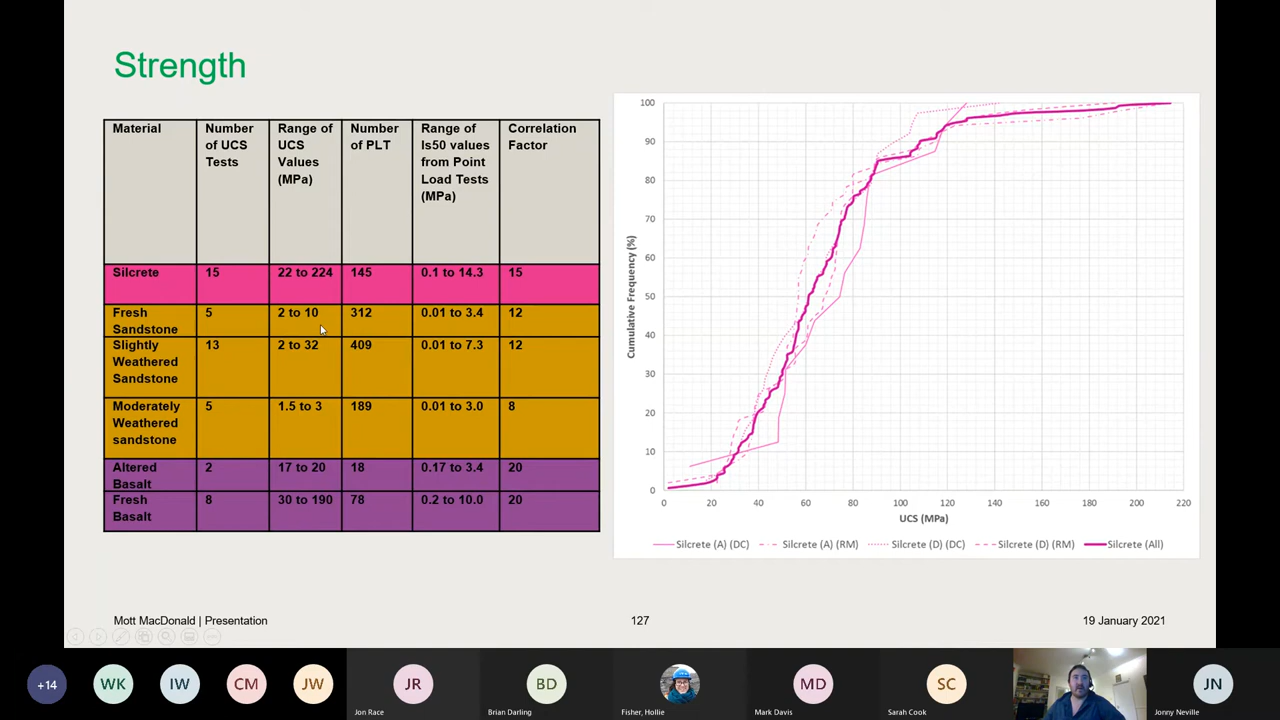 Strength
Material
Number
of UCS
Tests
Range of
UCS
Values
(MPa)
Number
of PLT
Range of
Is50 values
from Point
Load Tests
(MPa)
Correlation
Factor
Silcrete
15
22 to 224
145
0.1 to 14.3
15
Fresh
Sandstone
5
2 to 10
312
0.01 to 3.4
12
Slightly
Weathered
Sandstone
13
2 to 32
409
0.01 to 7.3
12
Moderately
Weathered
sandstone
5
1.5 to 3
189
0.01 to 3.0
8
Altered
Basalt
2
17 to 20
18
0.17 to 3.4
20
Fresh
Basalt
8
30 to 190
78
0.2 to 10.0
20
100
90
80
70
60
50
40
30
20
10
0
Cumulative Frequency (%)
0 20 40 60 80 100 120 140 160 180 200 220
UCS (MPa)
Silcrete (A) (DC) Silcrete (A) (RM) Silcrete (D) (DC) Silcrete (D) (RM) Silcrete (All)
Mott MacDonald | Presentation
127
19 January 2021
+14 WK IW CM JW JR BD MD SC JN
Jon Race
Brian Darling
Fisher, Hollie
Mark Davis
Sarah Cook
Jonny Neville